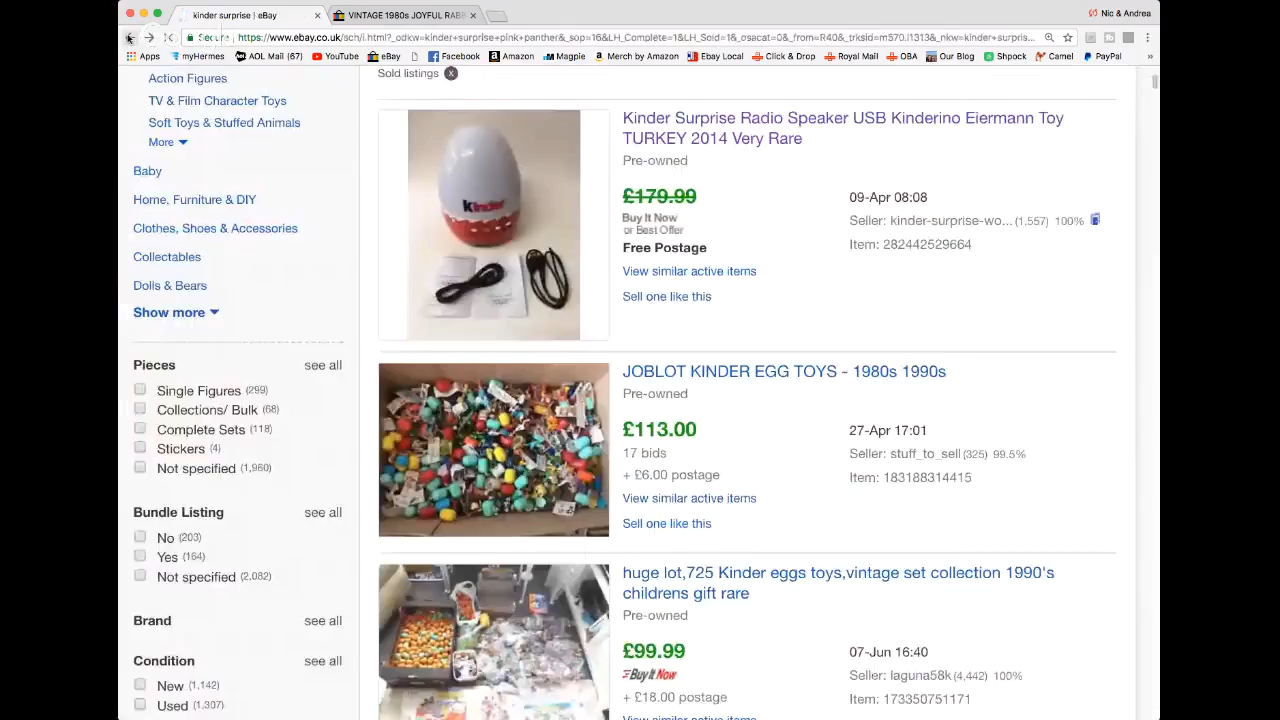 kinder surprise | eBay
VINTAGE 1980s JOYFUL RABB
Nic & Andrea
Secure
https://www.ebay.co.uk/sch/i.html?_odkw=kinder+surprise+pink+panther&_sop=16&LH_Complete=1&LH_Sold=1&_osacat=0&_from=R40&_trksid=m570.l1313&_nkw=kinder+surpris...
Apps
myHermes
AOL Mail (67)
YouTube
eBay
Facebook
Amazon
Magpie
Merch by Amazon
Ebay Local
Click & Drop
Royal Mail
OBA
Our Blog
Shpock
Camel
PayPal
»
Action Figures
TV & Film Character Toys
Soft Toys & Stuffed Animals
More
Baby
Home, Furniture & DIY
Clothes, Shoes & Accessories
Collectables
Dolls & Bears
Show more
Pieces see all
Single Figures (299)
Collections/ Bulk (68)
Complete Sets (118)
Stickers (4)
Not specified (1,960)
Bundle Listing see all
No (203)
Yes (164)
Not specified (2,082)
Brand see all
Condition see all
New (1,142)
Used (1,307)
Sold listings
kinder
Kinder Surprise Radio Speaker USB Kinderino Eiermann Toy
TURKEY 2014 Very Rare
Pre-owned
£179.99
Buy It Now
or Best Offer
Free Postage
View similar active items
Sell one like this
09-Apr 08:08
Seller: kinder-surprise-wo... (1,557) 100%
Item: 282442529664
JOBLOT KINDER EGG TOYS - 1980s 1990s
Pre-owned
£113.00
17 bids
+ £6.00 postage
View similar active items
Sell one like this
27-Apr 17:01
Seller: stuff_to_sell (325) 99.5%
Item: 183188314415
huge lot,725 Kinder eggs toys,vintage set collection 1990's
childrens gift rare
Pre-owned
£99.99
Buy It Now
+ £18.00 postage
View similar active items
07-Jun 16:40
Seller: laguna58k (4,442) 100%
Item: 173350751171